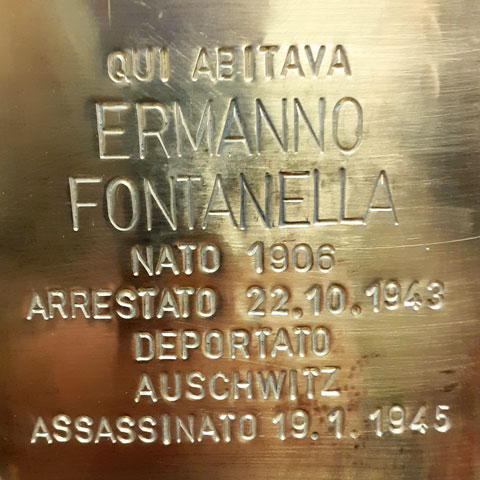 QUI ABITAVA
ERMANNO
FONTANELLA
NATO 1906
ARRESTATO 22.10.1943
DEPORTATO
AUSCHWITZ
ASSASSINATO 19.1.1945